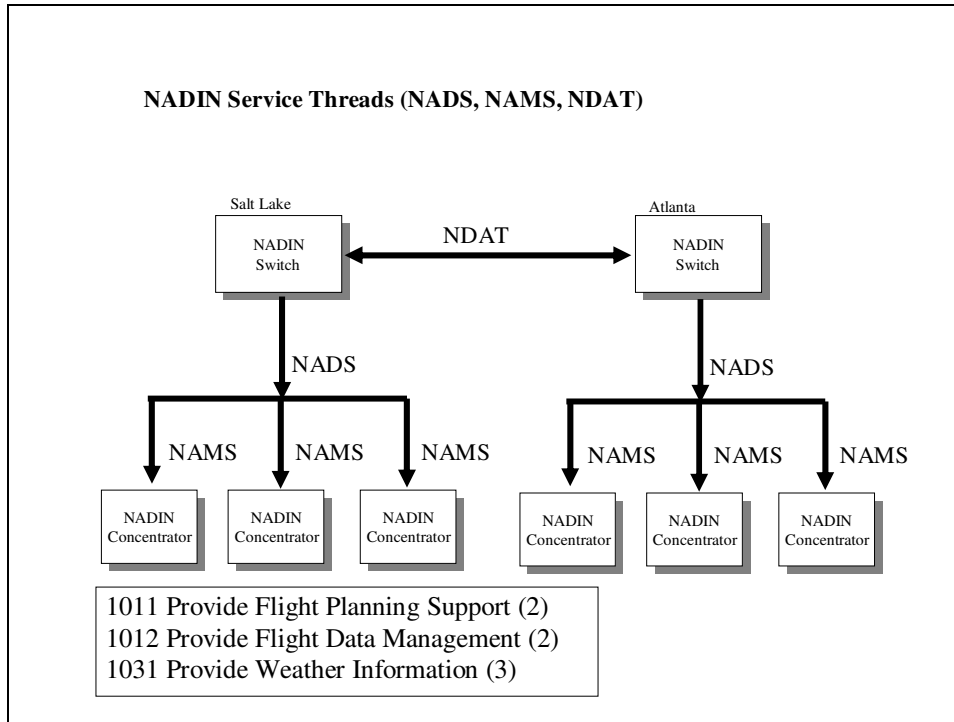 NADIN Service Threads (NADS, NAMS, NDAT)
Salt Lake
Atlanta
NADIN
Switch
NDAT
NADIN
Switch
NADS
NADS
NAMS
NAMS
NAMS
NAMS
NAMS
NAMS
NADIN
Concentrator
NADIN
Concentrator
NADIN
Concentrator
NADIN
Concentrator
NADIN
Concentrator
NADIN
Concentrator
1011 Provide Flight Planning Support (2)
1012 Provide Flight Data Management (2)
1031 Provide Weather Information (3)